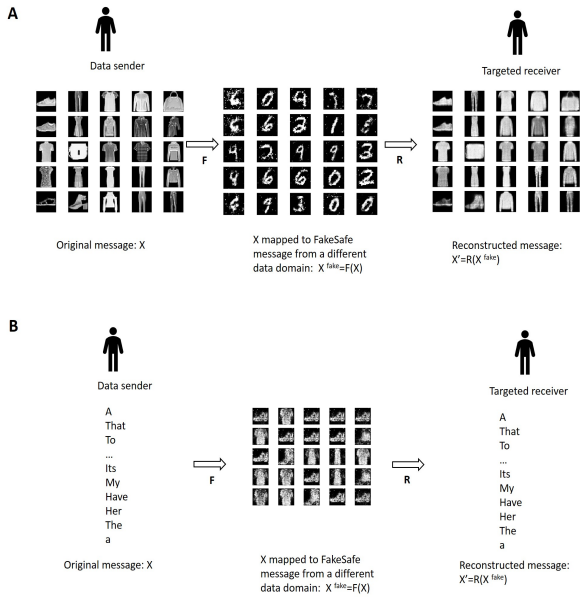 A
Data sender
Targeted receiver
F
R
Original message: X
X mapped to FakeSafe
message from a different
data domain: X fake=F(X)
Reconstructed message:
X'=R(X fake)
B
Data sender
Targeted receiver
A
That
To
...
Its
My
Have
Her
The
a
F
R
A
That
To
...
Its
My
Have
Her
The
a
Original message: X
X mapped to FakeSafe
message from a different
data domain: X fake=F(X)
Reconstructed message:
X'=R(X fake)